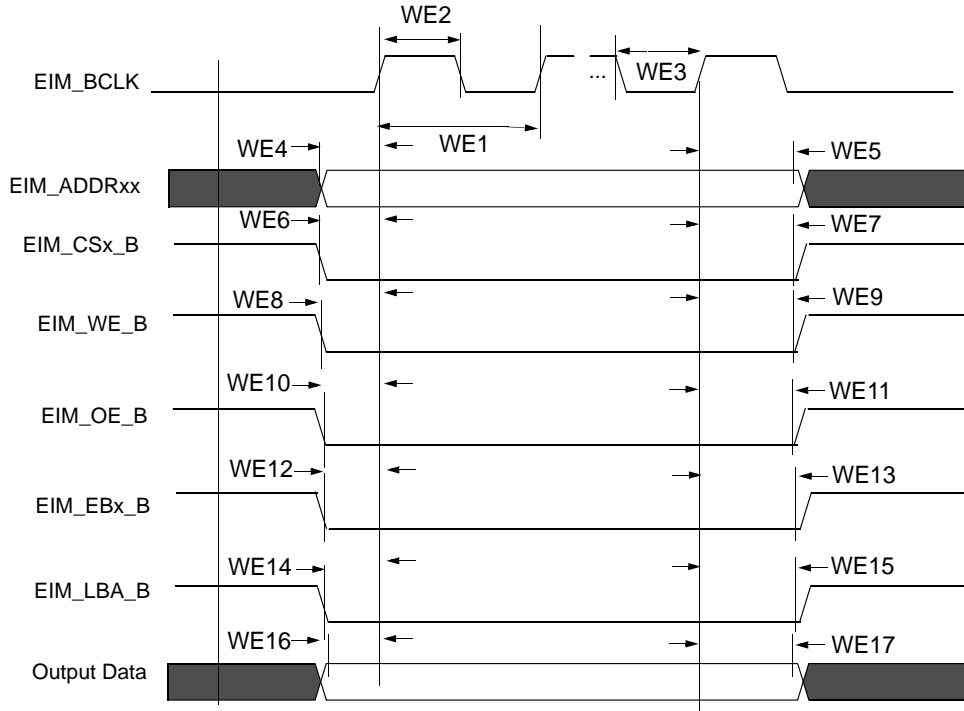 WE2
EIM_BCLK
...
WE3
WE1
WE4
WE5
EIM_ADDRxx
WE6
WE7
EIM_CSx_B
WE8
WE9
EIM_WE_B
WE10
WE11
EIM_OE_B
WE12
WE13
EIM_EBx_B
WE14
WE15
EIM_LBA_B
WE16
WE17
Output Data